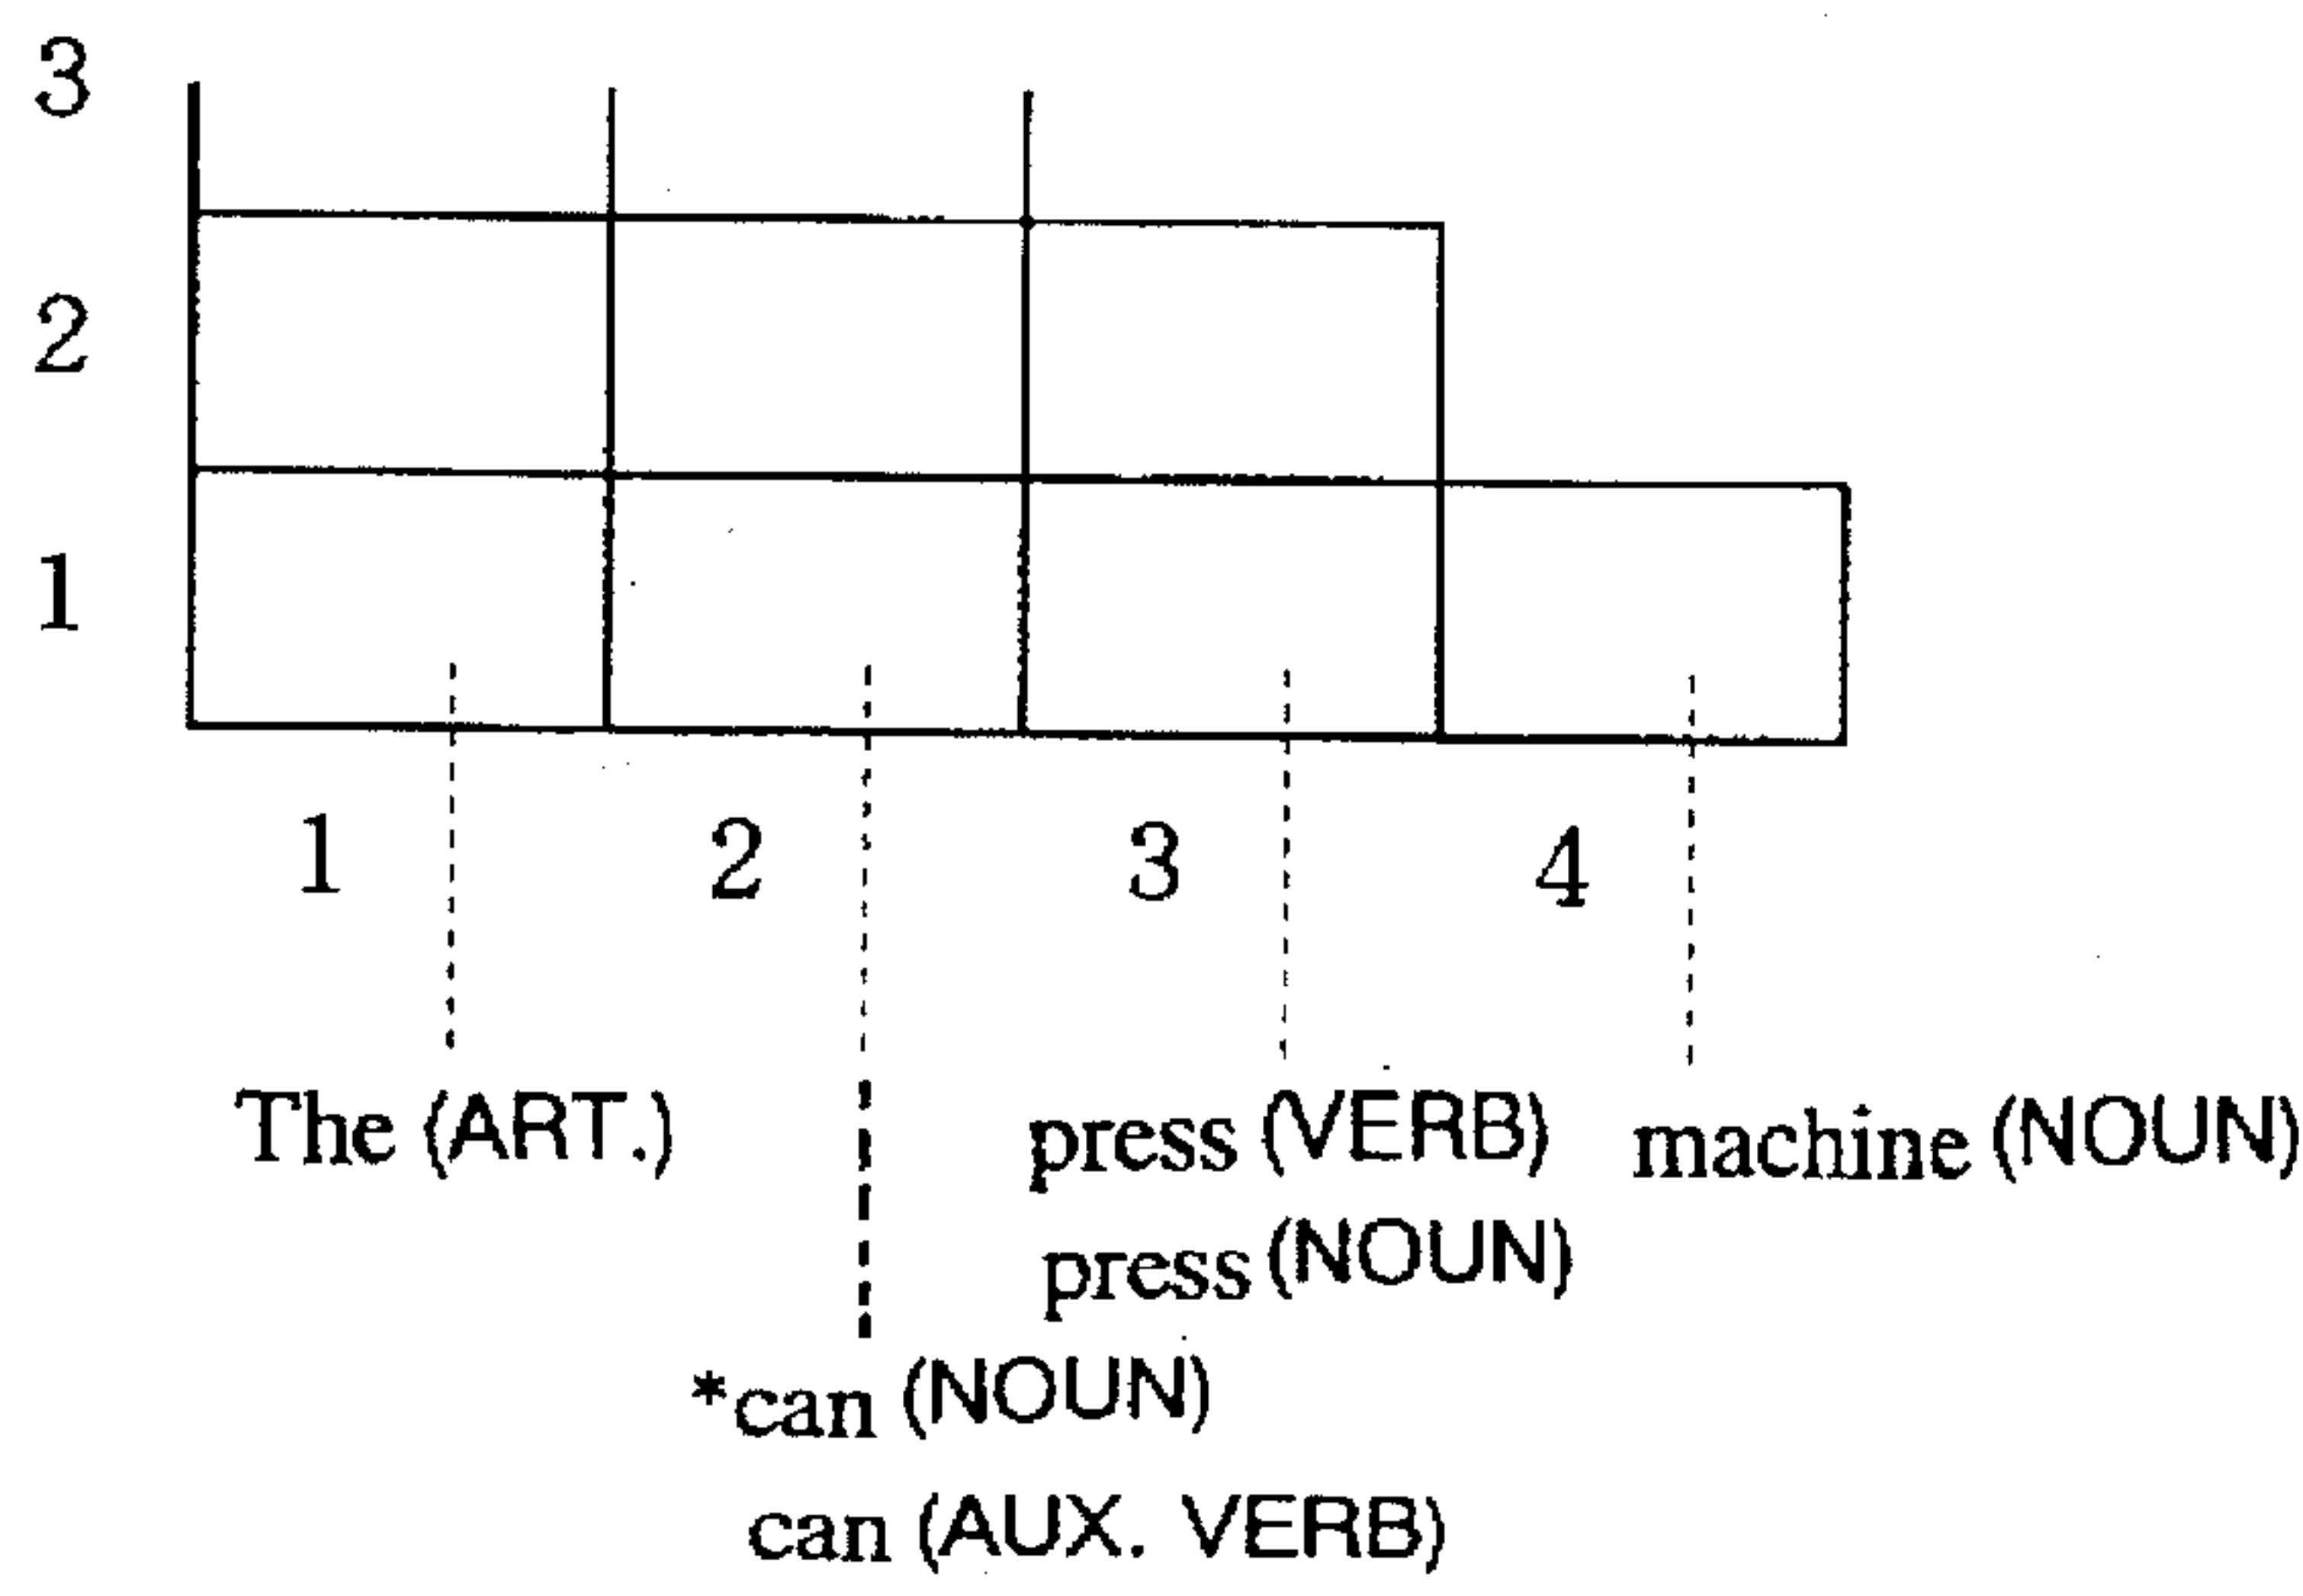 3
2
1
1 2 3 4
The (ART.) press (VERB) machine (NOUN)
press (NOUN)
*can (NOUN)
can (AUX. VERB)